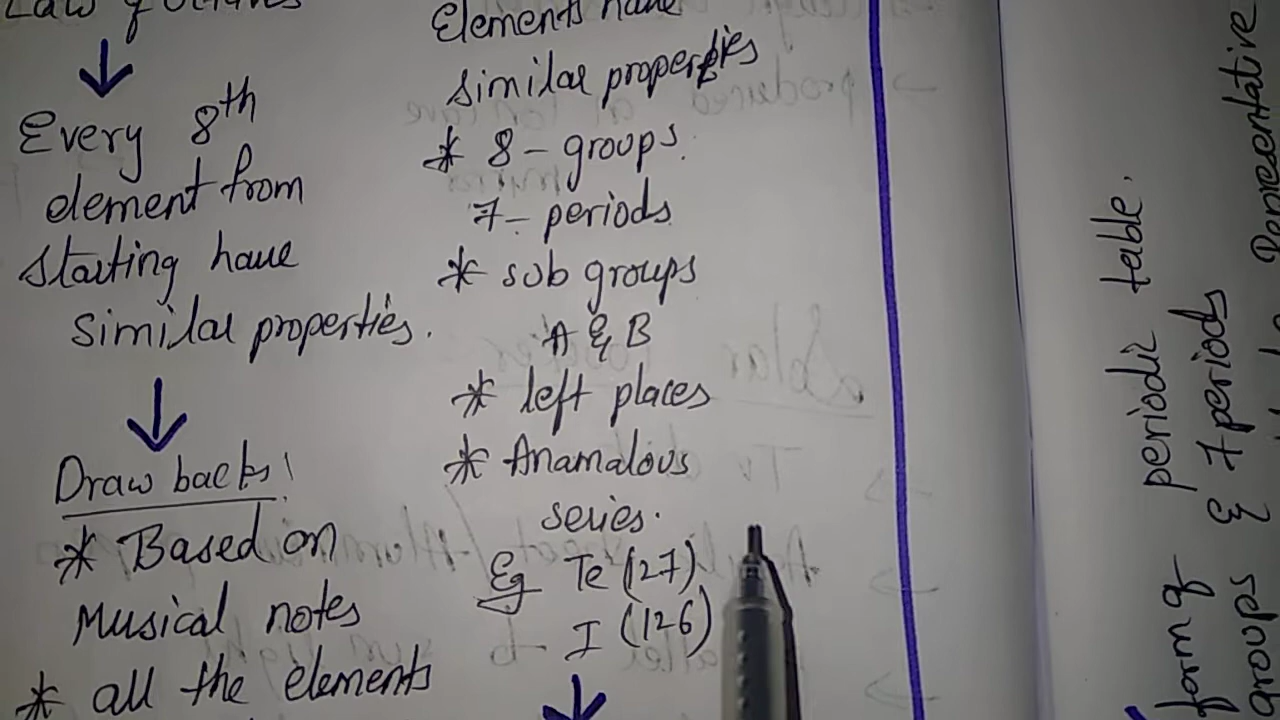 Law of Octaves
Every 8th
element from
starting have
similar properties.
Draw backs!
* Based on
Musical notes
* all the elements
Elements have
similar properties
* 8 - groups.
7 - periods
* sub groups
A & B
* left places
* Anamalous
series.
Eg Te (127)
I (126)
form of periodic table.
groups & 7 periods
Representative